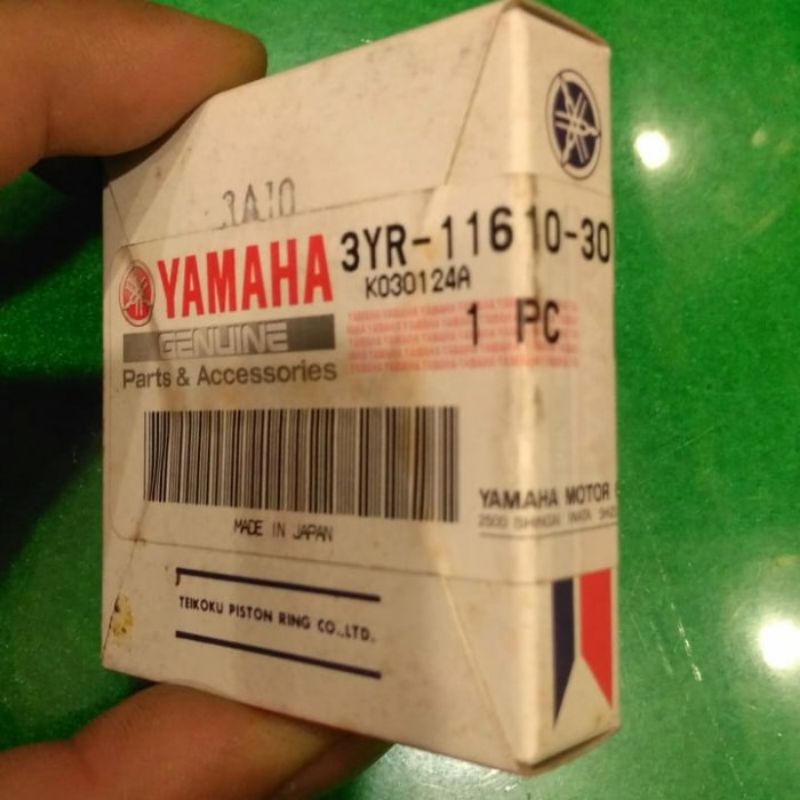 3YR-11610-30
YAMAHA
K030124A
GENUINE
1 PC
Parts & Accessories
YAMAHA MOTOR
MADE IN JAPAN
TEIKOKU PISTON RING CO.,LTD.